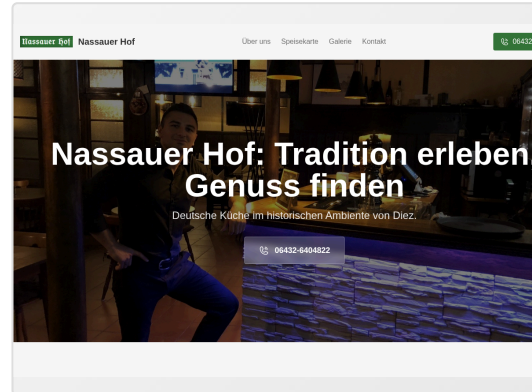 Nassauer Hof
Nassauer Hof
Über uns
Speisekarte
Galerie
Kontakt
06432
Nassauer Hof: Tradition erleben,
Genuss finden
Deutsche Küche im historischen Ambiente von Diez.
06432-6404822